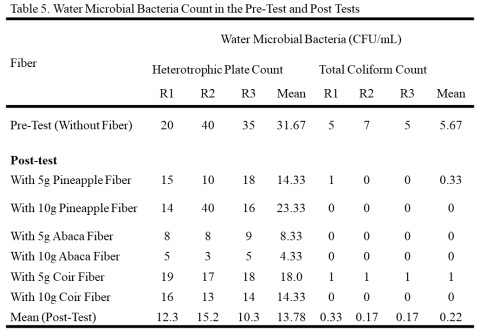 Table 5. Water Microbial Bacteria Count in the Pre-Test and Post Tests
Water Microbial Bacteria (CFU/mL)
Fiber
Heterotrophic Plate Count Total Coliform Count
R1 R2 R3 Mean R1 R2 R3 Mean
Pre-Test (Without Fiber) 20 40 35 31.67 5 7 5 5.67
Post-test
With 5g Pineapple Fiber 15 10 18 14.33 1 0 0 0.33
With 10g Pineapple Fiber 14 40 16 23.33 0 0 0 0
With 5g Abaca Fiber 8 8 9 8.33 0 0 0 0
With 10g Abaca Fiber 5 3 5 4.33 0 0 0 0
With 5g Coir Fiber 19 17 18 18.0 1 1 1 1
With 10g Coir Fiber 16 13 14 14.33 0 0 0 0
Mean (Post-Test) 12.3 15.2 10.3 13.78 0.33 0.17 0.17 0.22